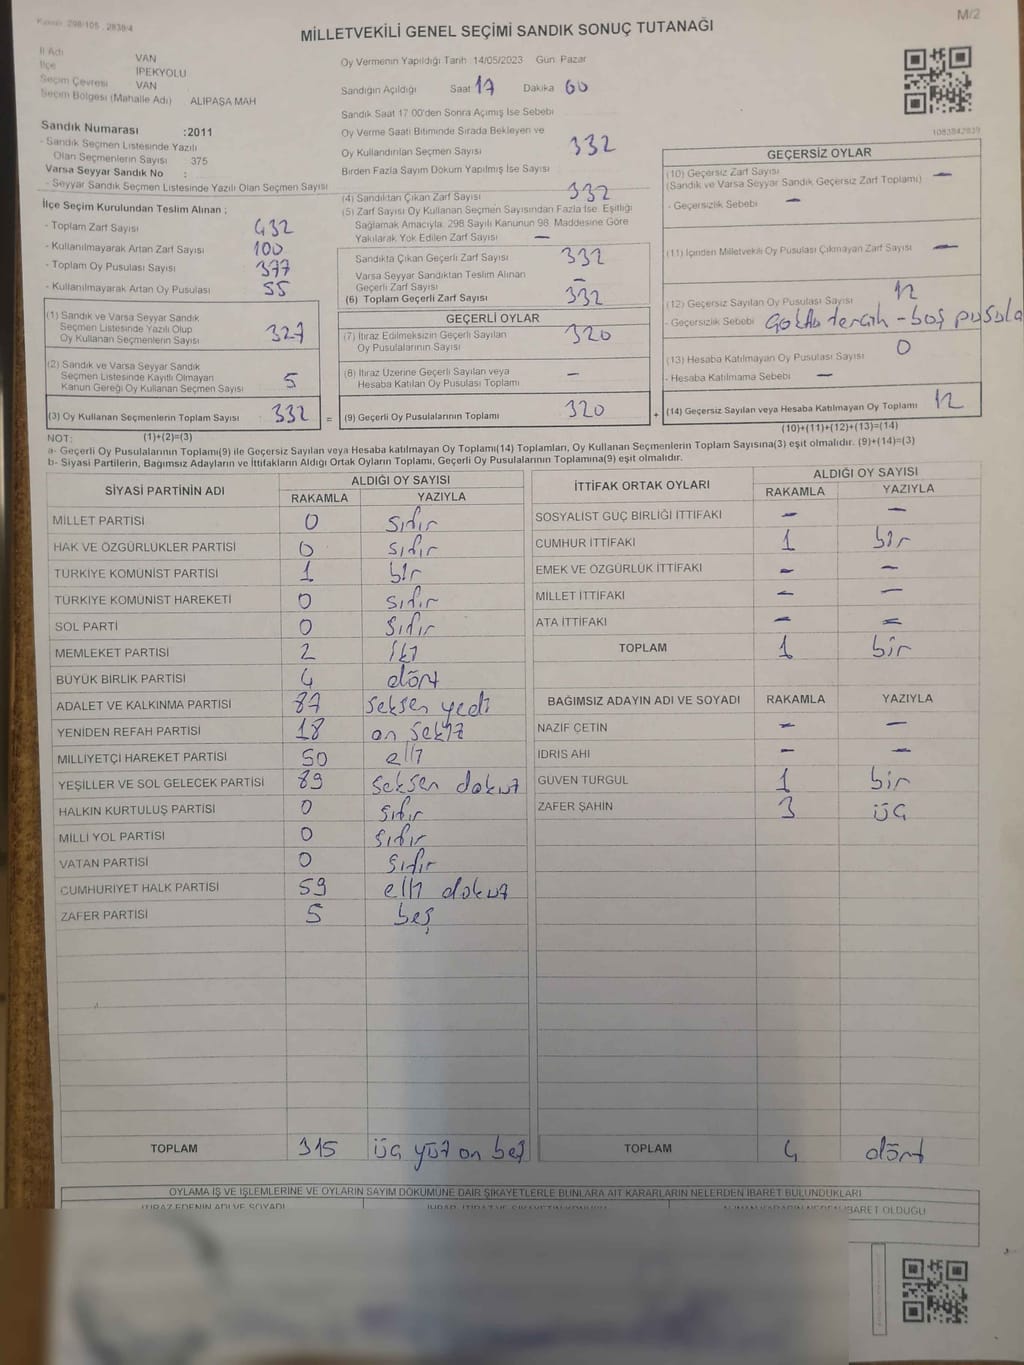 Kanun: 298/105 , 2839/4
M/2
MİLLETVEKİLİ GENEL SEÇİMİ SANDIK SONUÇ TUTANAĞI
İl Adı VAN
İlçe İPEKYOLU
Seçim Çevresi VAN
Seçim Bölgesi (Mahalle Adı) ALİPAŞA MAH
Sandık Numarası :2011
- Sandık Seçmen Listesinde Yazılı
Olan Seçmenlerin Sayısı 375
Varsa Seyyar Sandık No :
- Seyyar Sandık Seçmen Listesinde Yazılı Olan Seçmen Sayısı
İlçe Seçim Kurulundan Teslim Alınan ;
- Toplam Zarf Sayısı 432
- Kullanılmayarak Artan Zarf Sayısı 100
- Toplam Oy Pusulası Sayısı 377
- Kullanılmayarak Artan Oy Pusulası 55
Oy Vermenin Yapıldığı Tarih 14/05/2023 Gün: Pazar
Sandığın Açıldığı Saat 17 Dakika 00
Sandık Saat 17:00'den Sonra Açılmış İse Sebebi
Oy Verme Saati Bitiminde Sırada Bekleyen ve
Oy Kullandırılan Seçmen Sayısı 332
Birden Fazla Sayım Döküm Yapılmış İse Sayısı
(4) Sandıktan Çıkan Zarf Sayısı 332
(5) Zarf Sayısı Oy Kullanan Seçmen Sayısından Fazla İse, Eşitliği
Sağlamak Amacıyla, 298 Sayılı Kanunun 98. Maddesine Göre
Yakılarak Yok Edilen Zarf Sayısı —
Sandıkta Çıkan Geçerli Zarf Sayısı 332
Varsa Seyyar Sandıktan Teslim Alınan
Geçerli Zarf Sayısı —
(6) Toplam Geçerli Zarf Sayısı 332
1083842839
GEÇERSİZ OYLAR
(10) Geçersiz Zarf Sayısı —
(Sandık ve Varsa Seyyar Sandık Geçersiz Zarf Toplamı)
- Geçersizlik Sebebi —
(11) İçinden Milletvekili Oy Pusulası Çıkmayan Zarf Sayısı —
(12) Geçersiz Sayılan Oy Pusulası Sayısı 12
- Geçersizlik Sebebi tercih - boş pusula
(13) Hesaba Katılmayan Oy Pusulası Sayısı 0
- Hesaba Katılmama Sebebi —
(14) Geçersiz Sayılan veya Hesaba Katılmayan Oy Toplamı 12
(10)+(11)+(12)+(13)=(14)
(1) Sandık ve Varsa Seyyar Sandık
Seçmen Listesinde Yazılı Olup
Oy Kullanan Seçmenlerin Sayısı 327
(2) Sandık ve Varsa Seyyar Sandık
Seçmen Listesinde Kayıtlı Olmayan
Kanun Gereği Oy Kullanan Seçmen Sayısı 5
(3) Oy Kullanan Seçmenlerin Toplam Sayısı 332 =
(1)+(2)=(3)
GEÇERLİ OYLAR
(7) İtiraz Edilmeksizin Geçerli Sayılan
Oy Pusulalarının Sayısı 320
(8) İtiraz Üzerine Geçerli Sayılan veya
Hesaba Katılan Oy Pusulası Toplamı —
(9) Geçerli Oy Pusulalarının Toplamı 320 +
NOT:
a- Geçerli Oy Pusulalarının Toplamı(9) ile Geçersiz Sayılan veya Hesaba katılmayan Oy Toplamı(14) Toplamları, Oy Kullanan Seçmenlerin Toplam Sayısına(3) eşit olmalıdır. (9)+(14)=(3)
b- Siyasi Partilerin, Bağımsız Adayların ve İttifakların Aldığı Ortak Oyların Toplamı, Geçerli Oy Pusulalarının Toplamına(9) eşit olmalıdır.
SİYASİ PARTİNİN ADI ALDIĞI OY SAYISI
RAKAMLA YAZIYLA
MİLLET PARTİSİ 0 sıfır
HAK VE ÖZGÜRLÜKLER PARTİSİ 0 sıfır
TÜRKİYE KOMÜNİST PARTİSİ 1 bir
TÜRKİYE KOMÜNİST HAREKETİ 0 sıfır
SOL PARTİ 0 sıfır
MEMLEKET PARTİSİ 2 iki
BÜYÜK BİRLİK PARTİSİ 4 dört
ADALET VE KALKINMA PARTİSİ 87 seksen yedi
YENİDEN REFAH PARTİSİ 18 on sekiz
MİLLİYETÇİ HAREKET PARTİSİ 50 elli
YEŞİLLER VE SOL GELECEK PARTİSİ 89 seksen dokuz
HALKIN KURTULUŞ PARTİSİ 0 sıfır
MİLLİ YOL PARTİSİ 0 sıfır
VATAN PARTİSİ 0 sıfır
CUMHURİYET HALK PARTİSİ 59 elli dokuz
ZAFER PARTİSİ 5 beş
TOPLAM 315 üç yüz on beş
İTTİFAK ORTAK OYLARI ALDIĞI OY SAYISI
RAKAMLA YAZIYLA
SOSYALİST GÜÇ BİRLİĞİ İTTİFAKI — —
CUMHUR İTTİFAKI 1 bir
EMEK VE ÖZGÜRLÜK İTTİFAKI — —
MİLLET İTTİFAKI — —
ATA İTTİFAKI — —
TOPLAM 1 bir
BAĞIMSIZ ADAYIN ADI VE SOYADI RAKAMLA YAZIYLA
NAZİF ÇETİN — —
İDRİS AHİ — —
GÜVEN TURGUL 1 bir
ZAFER ŞAHİN 3 üç
TOPLAM 4 dört
OYLAMA İŞ VE İŞLEMLERİNE VE OYLARIN SAYIM DÖKÜMÜNE DAİR ŞİKAYETLERLE BUNLARA AİT KARARLARIN NELERDEN İBARET BULUNDUKLARI
İTİRAZ EDENİN ADI VE SOYADI
İBARET OLDUĞU